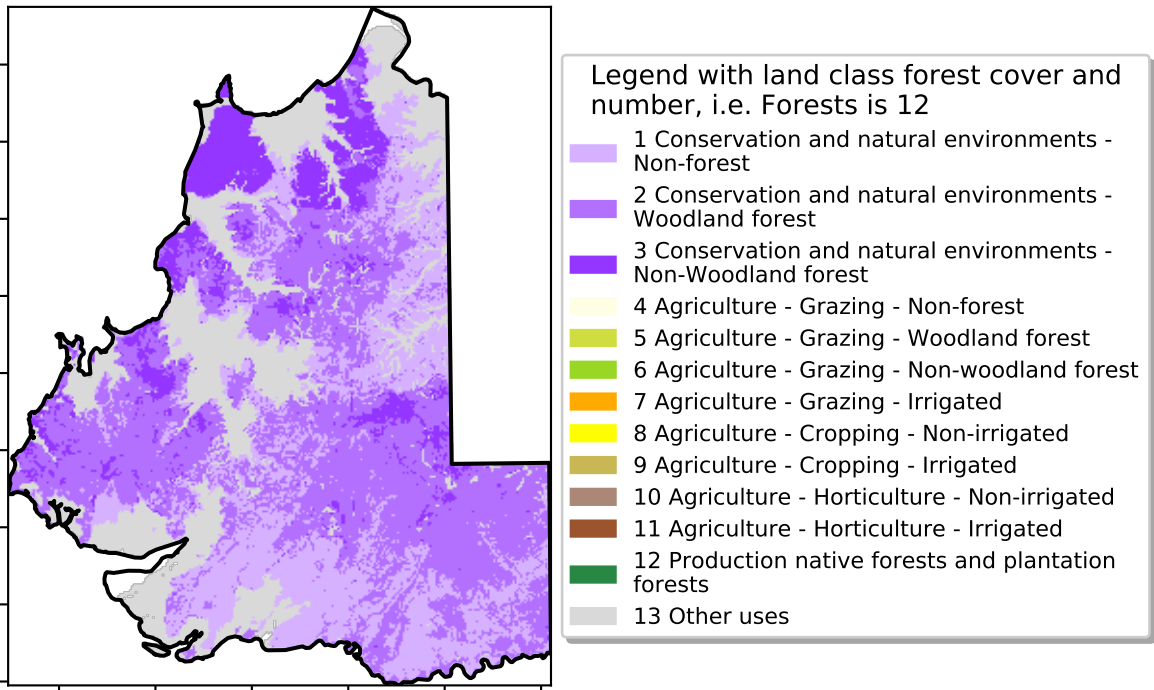 Legend with land class forest cover and
number, i.e. Forests is 12
1 Conservation and natural environments -
Non-forest
2 Conservation and natural environments -
Woodland forest
3 Conservation and natural environments -
Non-Woodland forest
4 Agriculture - Grazing - Non-forest
5 Agriculture - Grazing - Woodland forest
6 Agriculture - Grazing - Non-woodland forest
7 Agriculture - Grazing - Irrigated
8 Agriculture - Cropping - Non-irrigated
9 Agriculture - Cropping - Irrigated
10 Agriculture - Horticulture - Non-irrigated
11 Agriculture - Horticulture - Irrigated
12 Production native forests and plantation
forests
13 Other uses